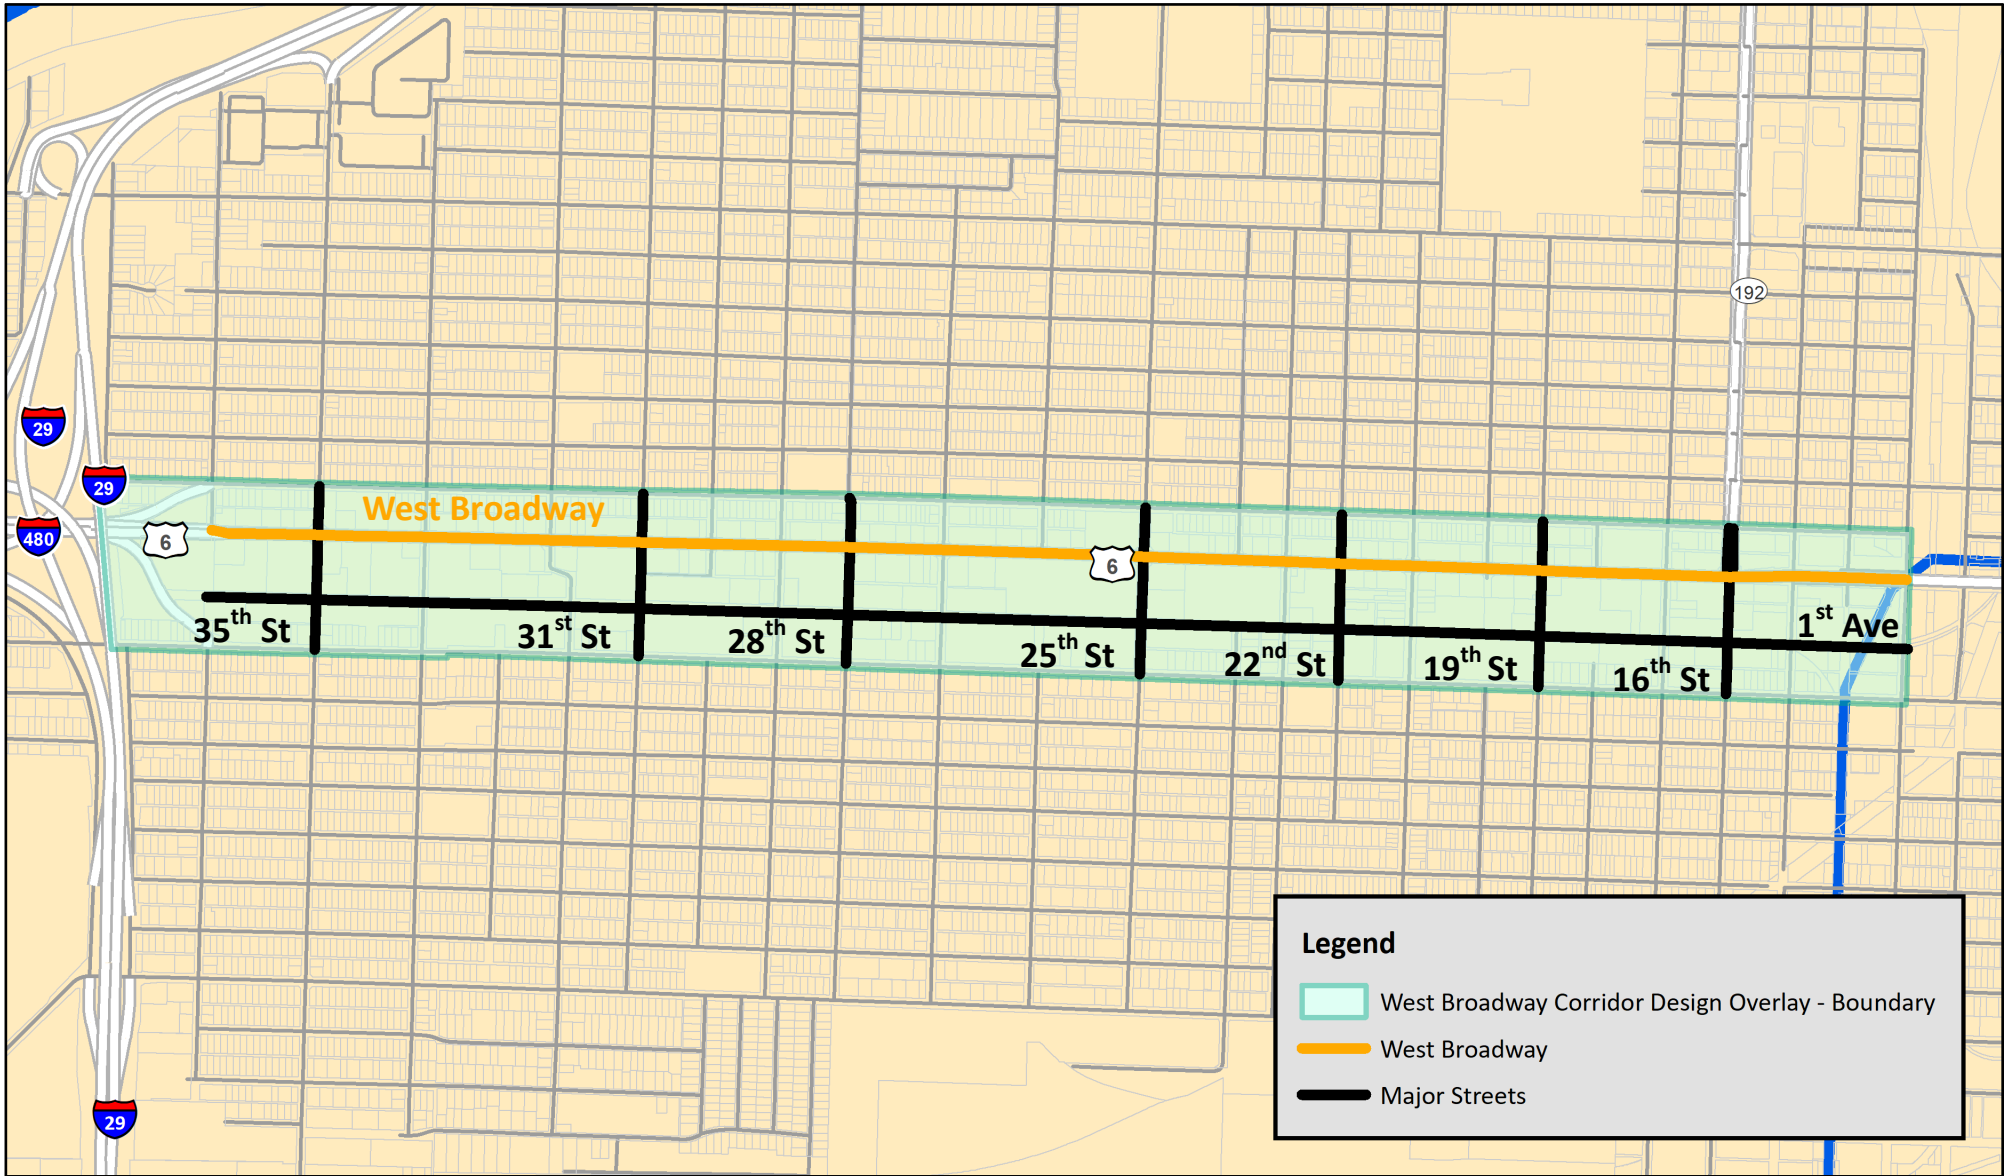 192
29
29
West Broadway
480
6
6
35th St
31st St
28th St
25th St
22nd St
19th St
16th St
1st Ave
Legend
West Broadway Corridor Design Overlay - Boundary
West Broadway
Major Streets
29